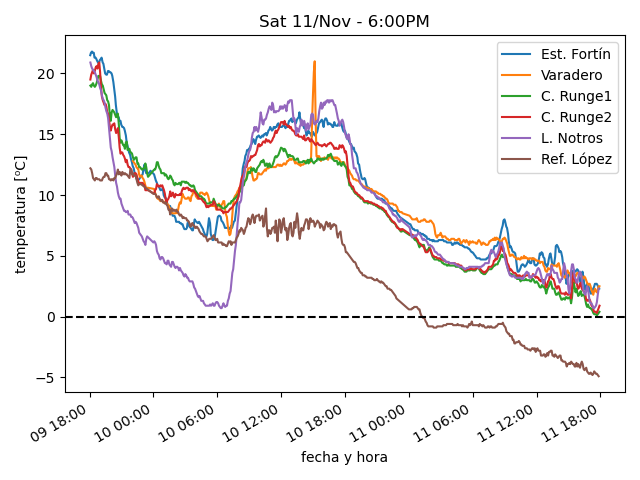 Sat 11/Nov - 6:00PM
temperatura [ºC]
20
15
10
5
0
−5
Est. Fortín
Varadero
C. Runge1
C. Runge2
L. Notros
Ref. López
09 18:00
10 00:00
10 06:00
10 12:00
10 18:00
11 00:00
11 06:00
11 12:00
11 18:00
fecha y hora